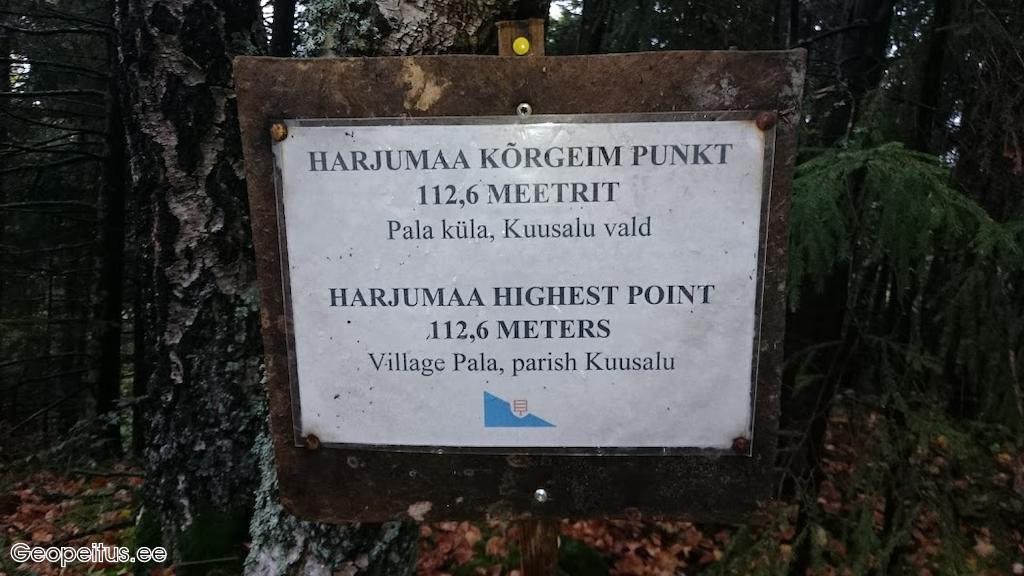 HARJUMAA KÕRGEIM PUNKT
112,6 MEETRIT
Pala küla, Kuusalu vald
HARJUMAA HIGHEST POINT
112,6 METERS
Village Pala, parish Kuusalu
Geopeitus.ee